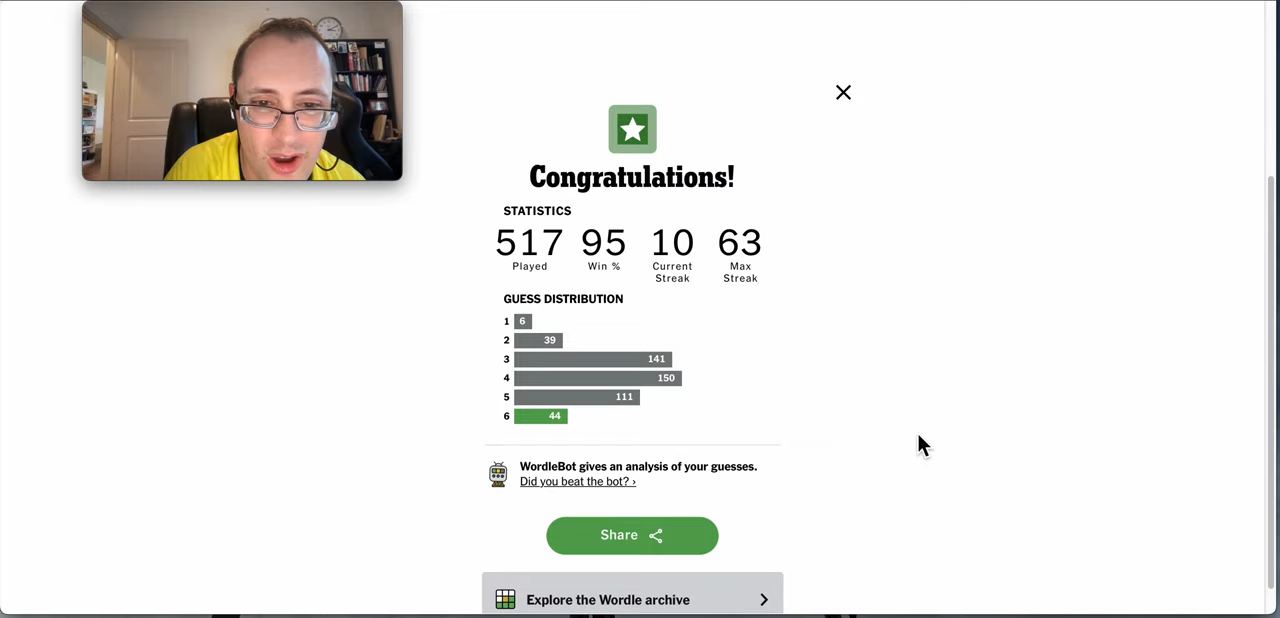 Congratulations!
STATISTICS
517 95 10 63
Played Win % Current Streak Max Streak
GUESS DISTRIBUTION
1 6
2 39
3 141
4 150
5 111
6 44
WordleBot gives an analysis of your guesses.
Did you beat the bot? ›
Share
Explore the Wordle archive